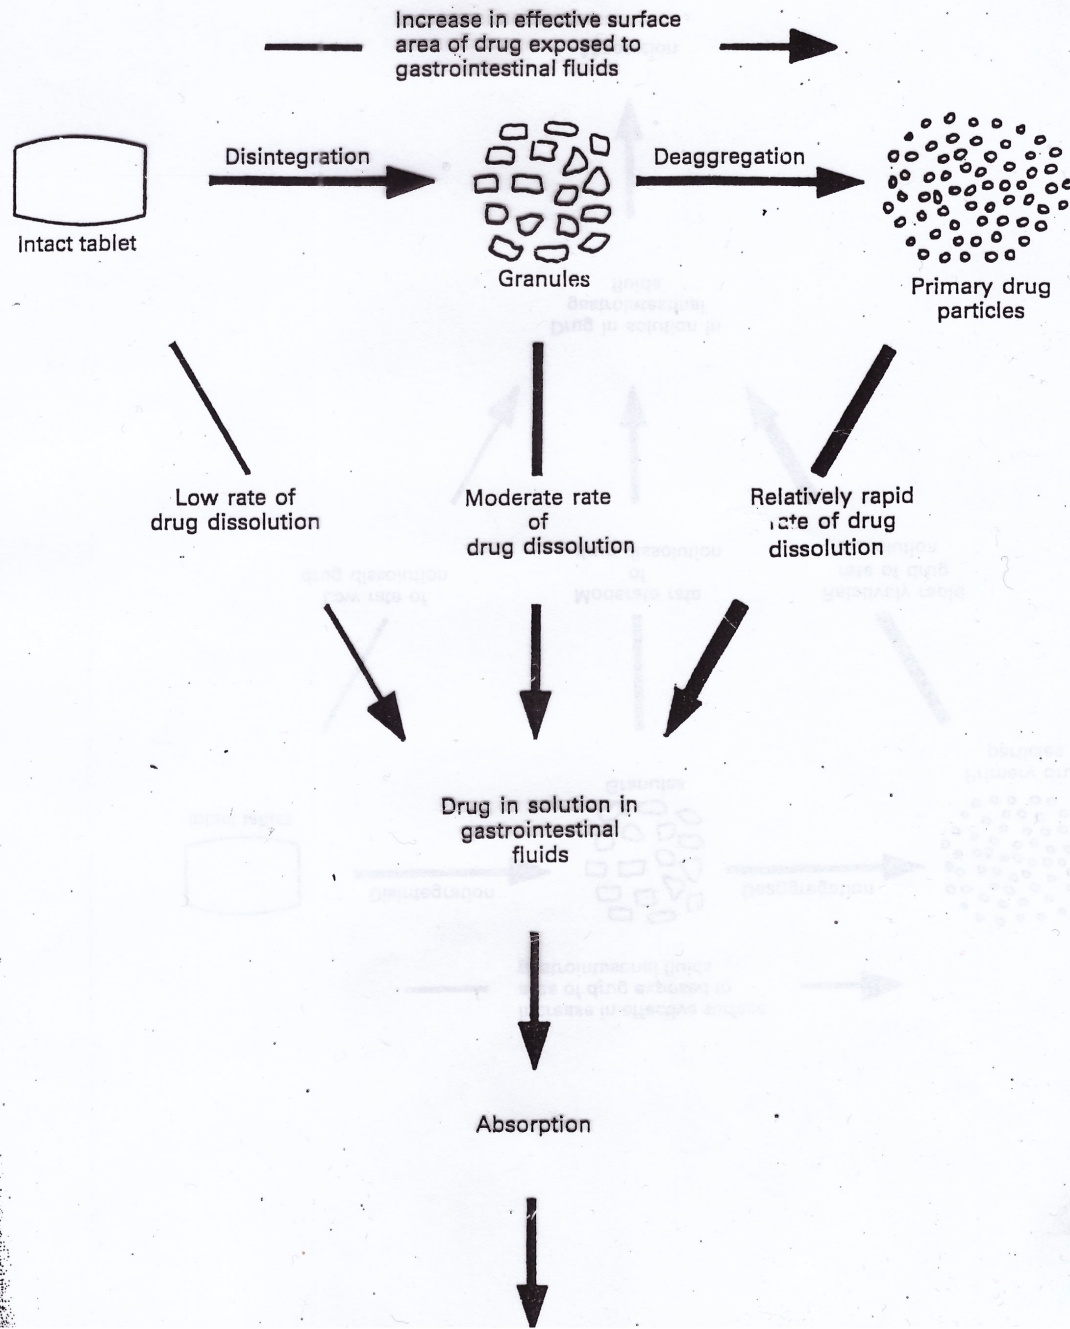 Increase in effective surface
area of drug exposed to
gastrointestinal fluids
Disintegration
Deaggregation
Intact tablet
Granules
Primary drug
particles
Low rate of
drug dissolution
Moderate rate
of
drug dissolution
Relatively rapid
rate of drug
dissolution
Drug in solution in
gastrointestinal
fluids
Absorption